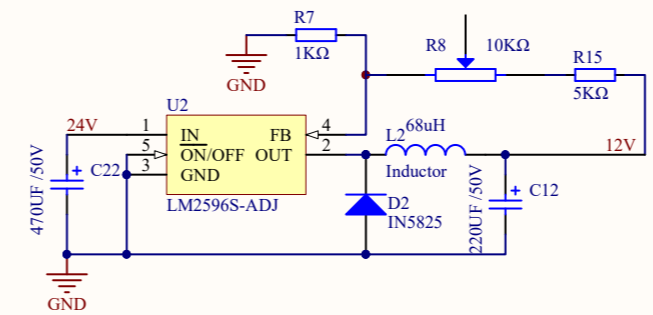 R7
1KΩ
GND
R8
10KΩ
R15
5KΩ
U2
24V
1
IN
FB
4
5
ON/OFF
OUT
2
3
GND
LM2596S-ADJ
470UF /50V
C22
L2
68uH
Inductor
12V
D2
IN5825
220UF /50V
C12
GND